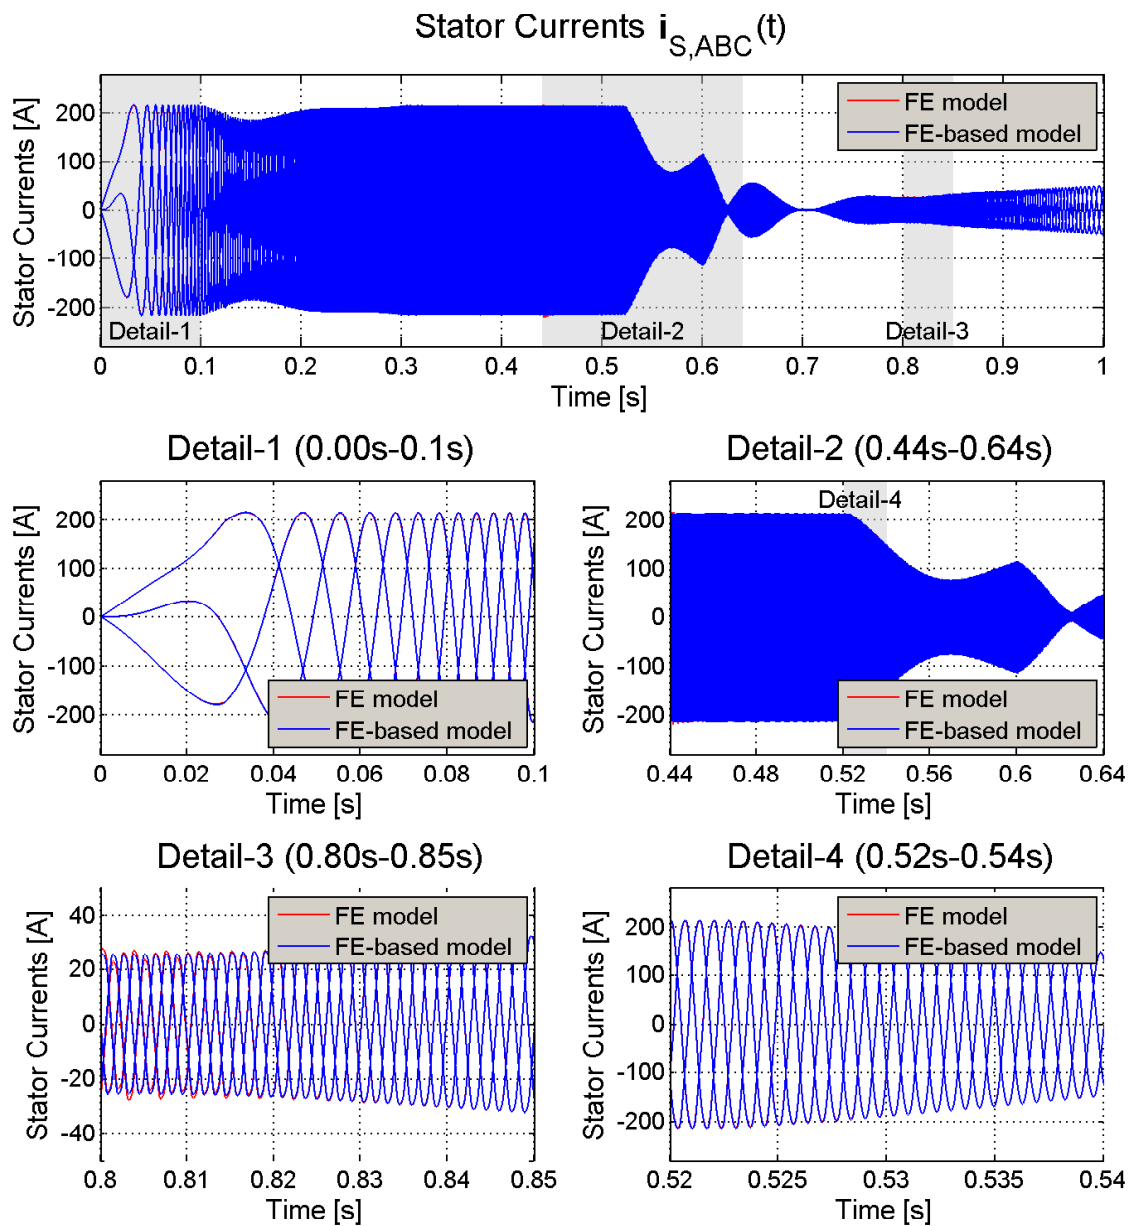 Stator Currents i_S,ABC(t)
Stator Currents [A]
200
100
0
-100
-200
FE model
FE-based model
Detail-1
Detail-2
Detail-3
0 0.1 0.2 0.3 0.4 0.5 0.6 0.7 0.8 0.9 1
Time [s]
Detail-1 (0.00s-0.1s)
Stator Currents [A]
200
100
0
-100
-200
FE model
FE-based model
0 0.02 0.04 0.06 0.08 0.1
Time [s]
Detail-2 (0.44s-0.64s)
Stator Currents [A]
Detail-4
200
100
0
-100
-200
FE model
FE-based model
0.44 0.48 0.52 0.56 0.6 0.64
Time [s]
Detail-3 (0.80s-0.85s)
Stator Currents [A]
40
20
0
-20
-40
FE model
FE-based model
0.8 0.81 0.82 0.83 0.84 0.85
Time [s]
Detail-4 (0.52s-0.54s)
Stator Currents [A]
200
100
0
-100
-200
FE model
FE-based model
0.52 0.525 0.53 0.535 0.54
Time [s]